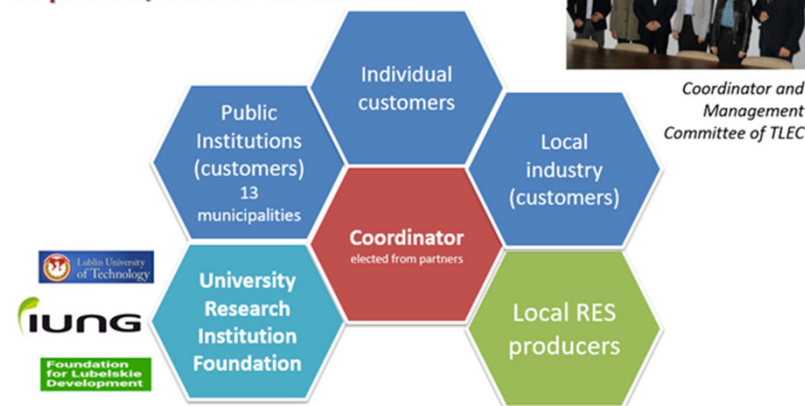 Individual
customers
Coordinator and
Management
Committee of TLEC
Public
Institutions
(customers)
13
municipalities
Local
industry
(customers)
Coordinator
elected from partners
Lublin University
of Technology
IUNG
Foundation
for Lubelskie
Development
University
Research
Institution
Foundation
Local RES
producers